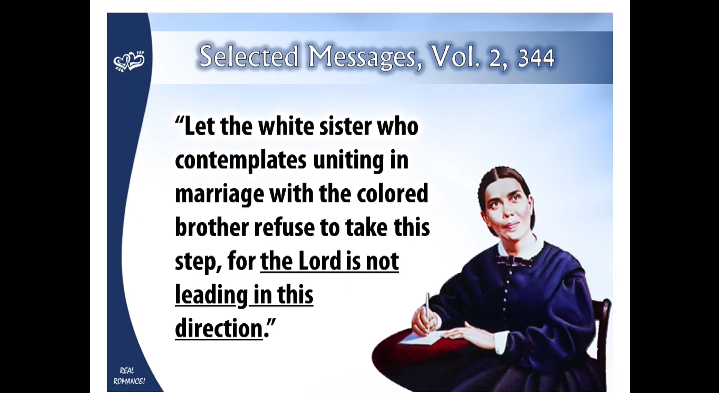 Selected Messages, Vol. 2, 344
“Let the white sister who
contemplates uniting in
marriage with the colored
brother refuse to take this
step, for the Lord is not
leading in this
direction.”
REAL
ROMANCE!